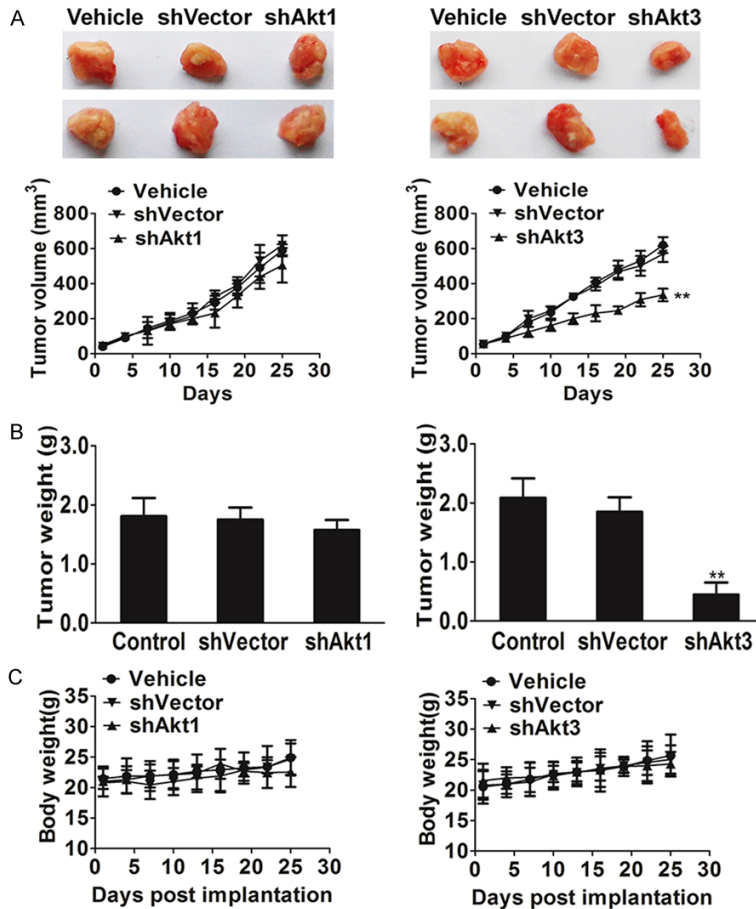 A
Vehicle shVector shAkt1
Vehicle shVector shAkt3
Vehicle
shVector
shAkt1
Tumor volume (mm3)
800
600
400
200
0
0 5 10 15 20 25 30
Days
Vehicle
shVector
shAkt3
Tumor volume (mm3)
800
600
400
200
0
**
0 5 10 15 20 25 30
Days
B
Tumor weight (g)
3.0
2.0
1.0
0.0
Control shVector shAkt1
Tumor weight (g)
3.0
2.0
1.0
0.0
**
Control shVector shAkt3
C
Vehicle
shVector
shAkt1
Body weight(g)
35
30
25
20
15
10
0 5 10 15 20 25 30
Days post implantation
Vehicle
shVector
shAkt3
Body weight(g)
35
30
25
20
15
10
0 5 10 15 20 25 30
Days post implantation